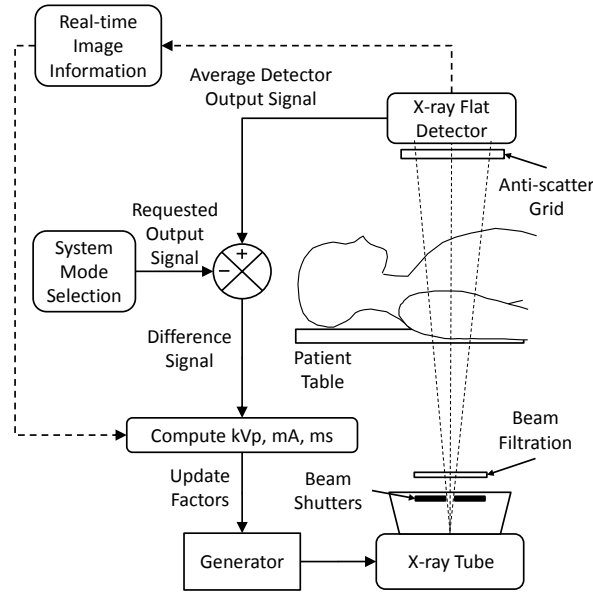 Real-time
Image
Information
Average Detector
Output Signal
X-ray Flat
Detector
Anti-scatter
Grid
Requested
Output
Signal
System
Mode
Selection
+
−
Difference
Signal
Patient
Table
Compute kVp, mA, ms
Beam
Filtration
Update
Factors
Beam
Shutters
Generator
X-ray Tube